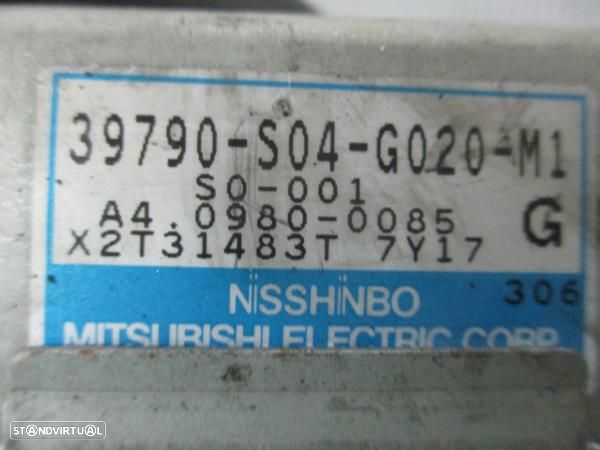 39790-S04-G020-M1
S0-001
A4.0980-0085 G
X2T31483T 7Y17
NISSHINBO 306
MITSUBISHI ELECTRIC CORP
STANDVIRTUAL